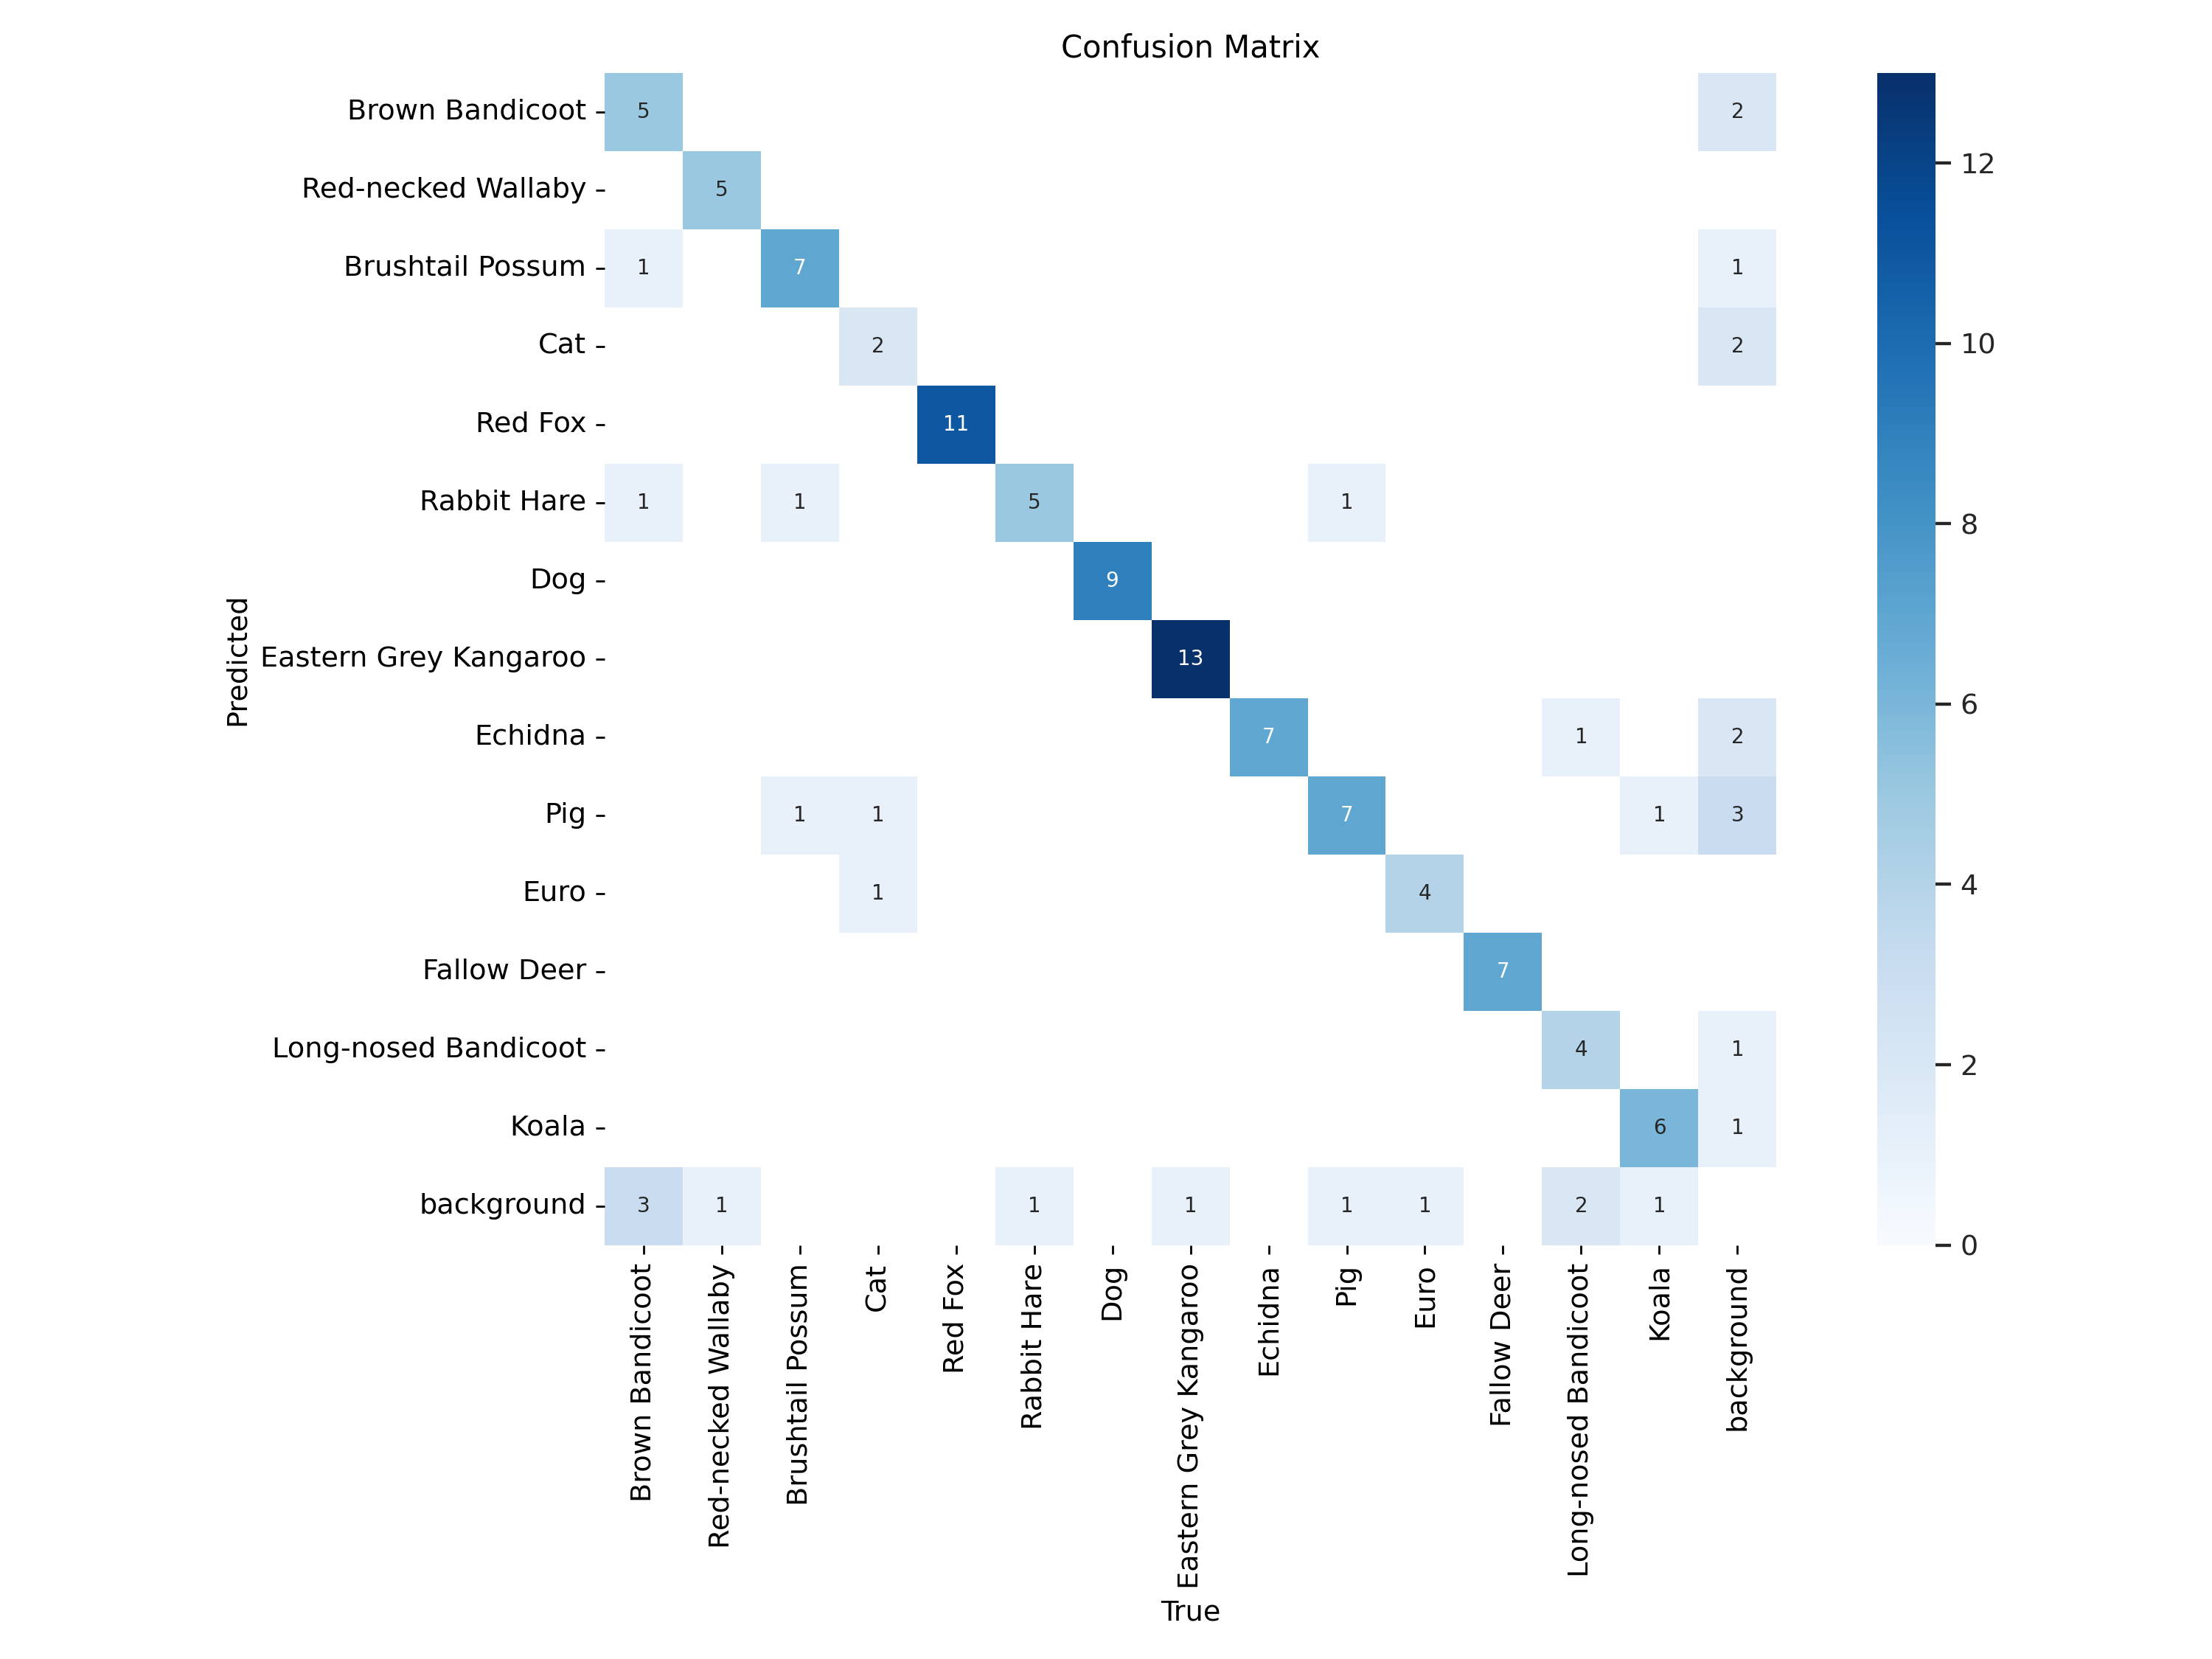 Confusion Matrix
Predicted
Brown Bandicoot 5 2
Red-necked Wallaby 5
Brushtail Possum 1 7 1
Cat 2 2
Red Fox 11
Rabbit Hare 1 1 5 1
Dog 9
Eastern Grey Kangaroo 13
Echidna 7 1 2
Pig 1 1 7 1 3
Euro 1 4
Fallow Deer 7
Long-nosed Bandicoot 4 1
Koala 6 1
background 3 1 1 1 1 1 2 1
Brown Bandicoot
Red-necked Wallaby
Brushtail Possum
Cat
Red Fox
Rabbit Hare
Dog
Eastern Grey Kangaroo
Echidna
Pig
Euro
Fallow Deer
Long-nosed Bandicoot
Koala
background
True
12
10
8
6
4
2
0